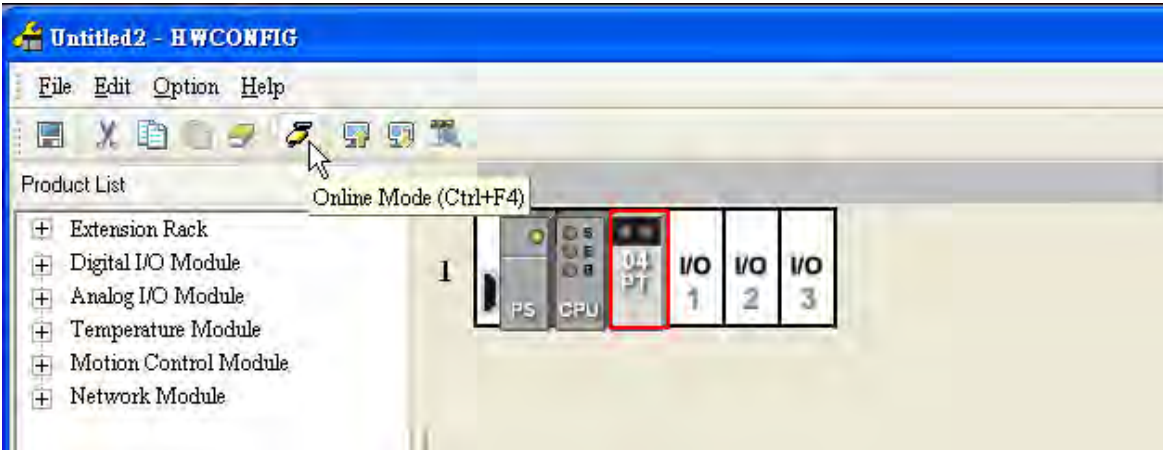 Untitled2 - HWCONFIG
File Edit Option Help
Product List
Online Mode (Ctrl+F4)
Extension Rack
Digital I/O Module
Analog I/O Module
Temperature Module
Motion Control Module
Network Module
1
PS
CPU
04
PT
I/O
1
I/O
2
I/O
3